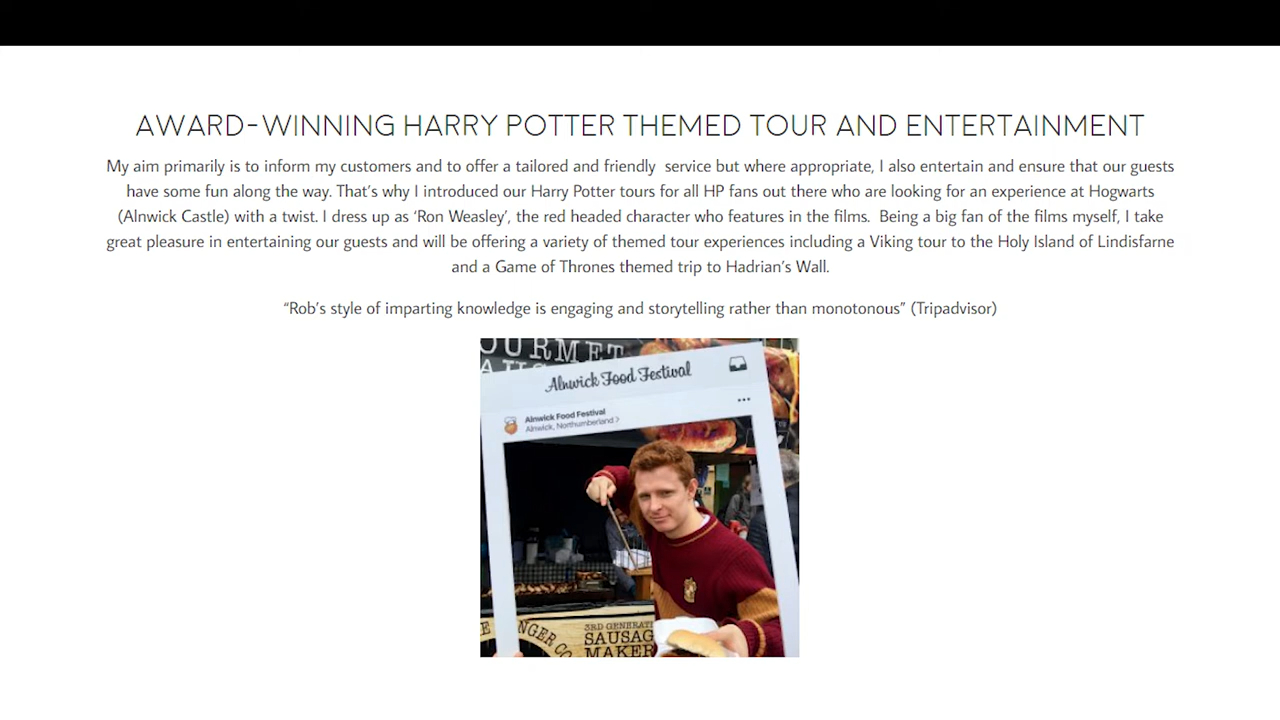 AWARD-WINNING HARRY POTTER THEMED TOUR AND ENTERTAINMENT
My aim primarily is to inform my customers and to offer a tailored and friendly service but where appropriate, I also entertain and ensure that our guests
have some fun along the way. That's why I introduced our Harry Potter tours for all HP fans out there who are looking for an experience at Hogwarts
(Alnwick Castle) with a twist. I dress up as ‘Ron Weasley’, the red headed character who features in the films. Being a big fan of the films myself, I take
great pleasure in entertaining our guests and will be offering a variety of themed tour experiences including a Viking tour to the Holy Island of Lindisfarne
and a Game of Thrones themed trip to Hadrian's Wall.
“Rob's style of imparting knowledge is engaging and storytelling rather than monotonous” (Tripadvisor)
OURMET
Alnwick Food Festival
Alnwick Food Festival
Alnwick, Northumberland >
3RD GENERATI
SAUSAG
MAKER
NGER CO